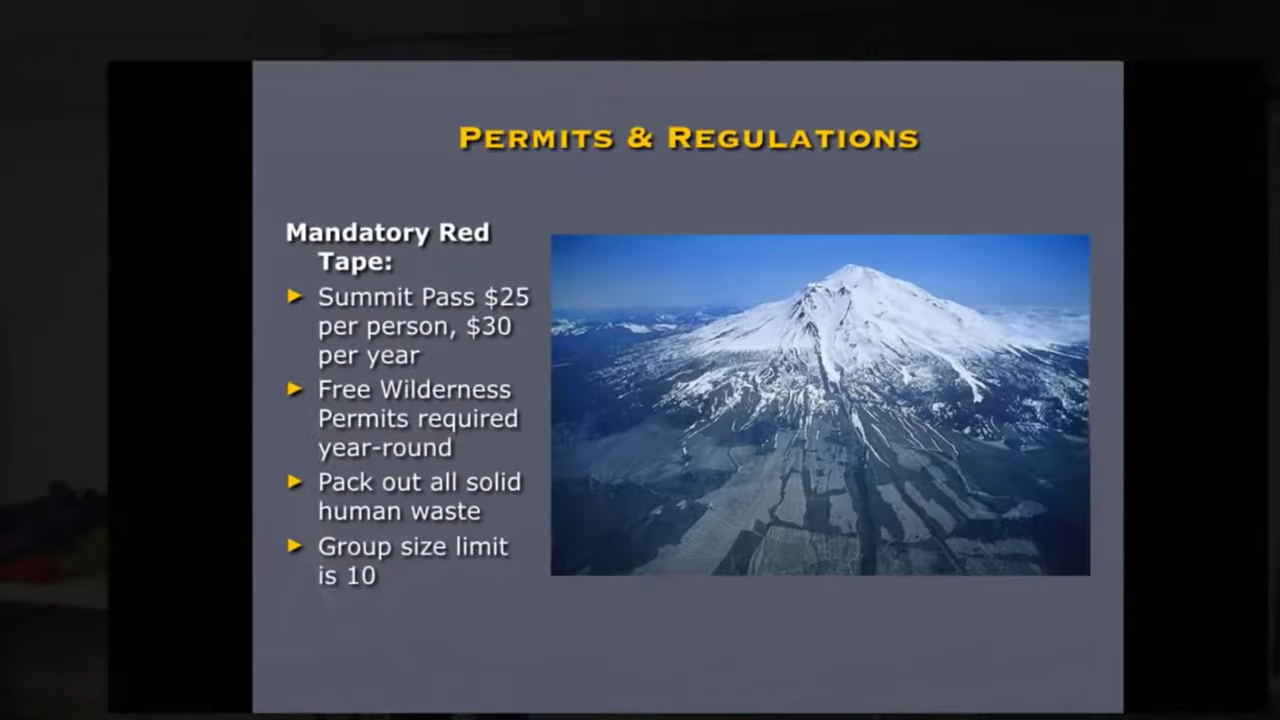 PERMITS & REGULATIONS
Mandatory Red
Tape:
Summit Pass $25
per person, $30
per year
Free Wilderness
Permits required
year-round
Pack out all solid
human waste
Group size limit
is 10